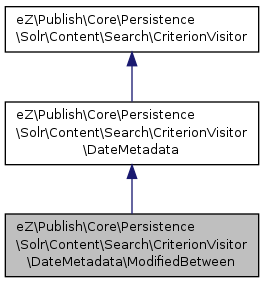 eZ\Publish\Core\Persistence
\Solr\Content\Search\CriterionVisitor
eZ\Publish\Core\Persistence
\Solr\Content\Search\CriterionVisitor
\DateMetadata
eZ\Publish\Core\Persistence
\Solr\Content\Search\CriterionVisitor
\DateMetadata\ModifiedBetween